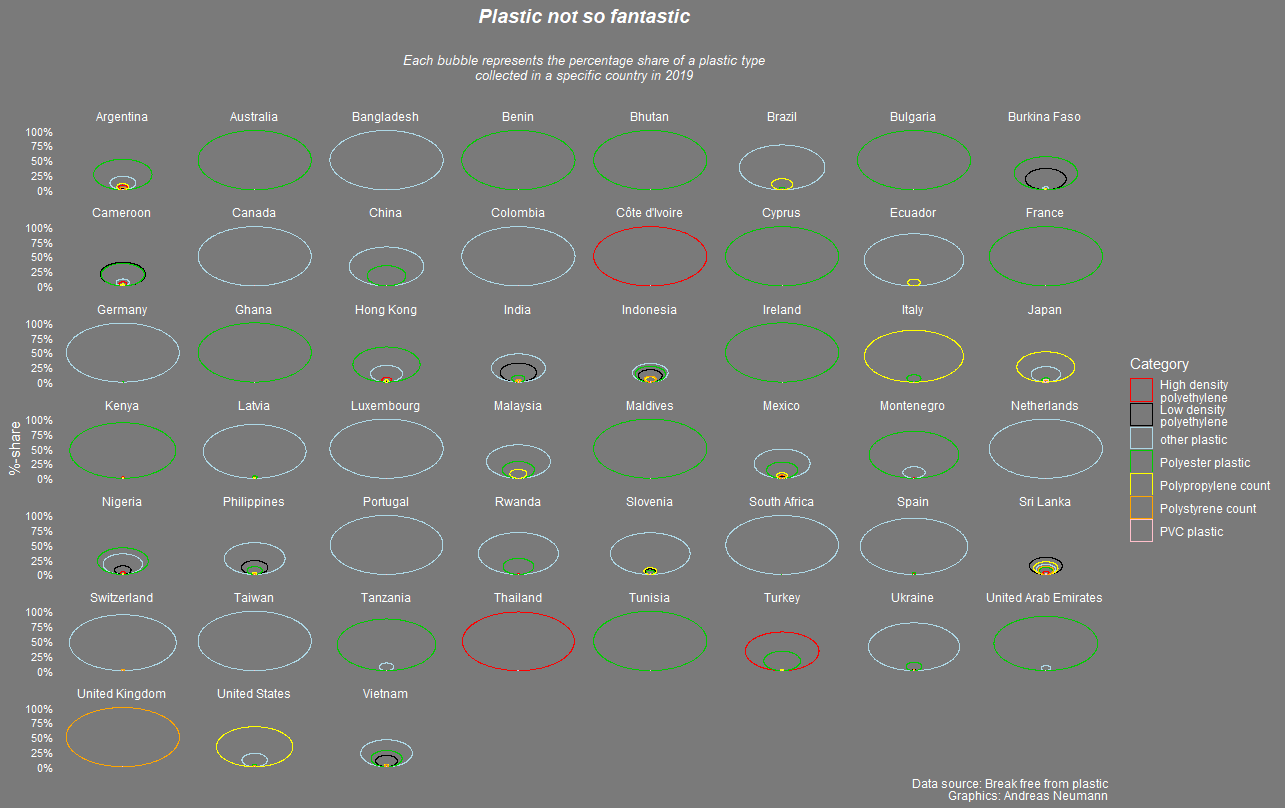 Plastic not so fantastic
Each bubble represents the percentage share of a plastic type
collected in a specific country in 2019
Argentina Australia Bangladesh Benin Bhutan Brazil Bulgaria Burkina Faso
100%
75%
50%
25%
0%
Cameroon Canada China Colombia Côte d'Ivoire Cyprus Ecuador France
100%
75%
50%
25%
0%
Germany Ghana Hong Kong India Indonesia Ireland Italy Japan
100%
75%
50%
25%
0%
Kenya Latvia Luxembourg Malaysia Maldives Mexico Montenegro Netherlands
100%
75%
50%
25%
0%
%-share
Nigeria Philippines Portugal Rwanda Slovenia South Africa Spain Sri Lanka
100%
75%
50%
25%
0%
Switzerland Taiwan Tanzania Thailand Tunisia Turkey Ukraine United Arab Emirates
100%
75%
50%
25%
0%
United Kingdom United States Vietnam
100%
75%
50%
25%
0%
Category
High density
polyethylene
Low density
polyethylene
other plastic
Polyester plastic
Polypropylene count
Polystyrene count
PVC plastic
Data source: Break free from plastic
Graphics: Andreas Neumann